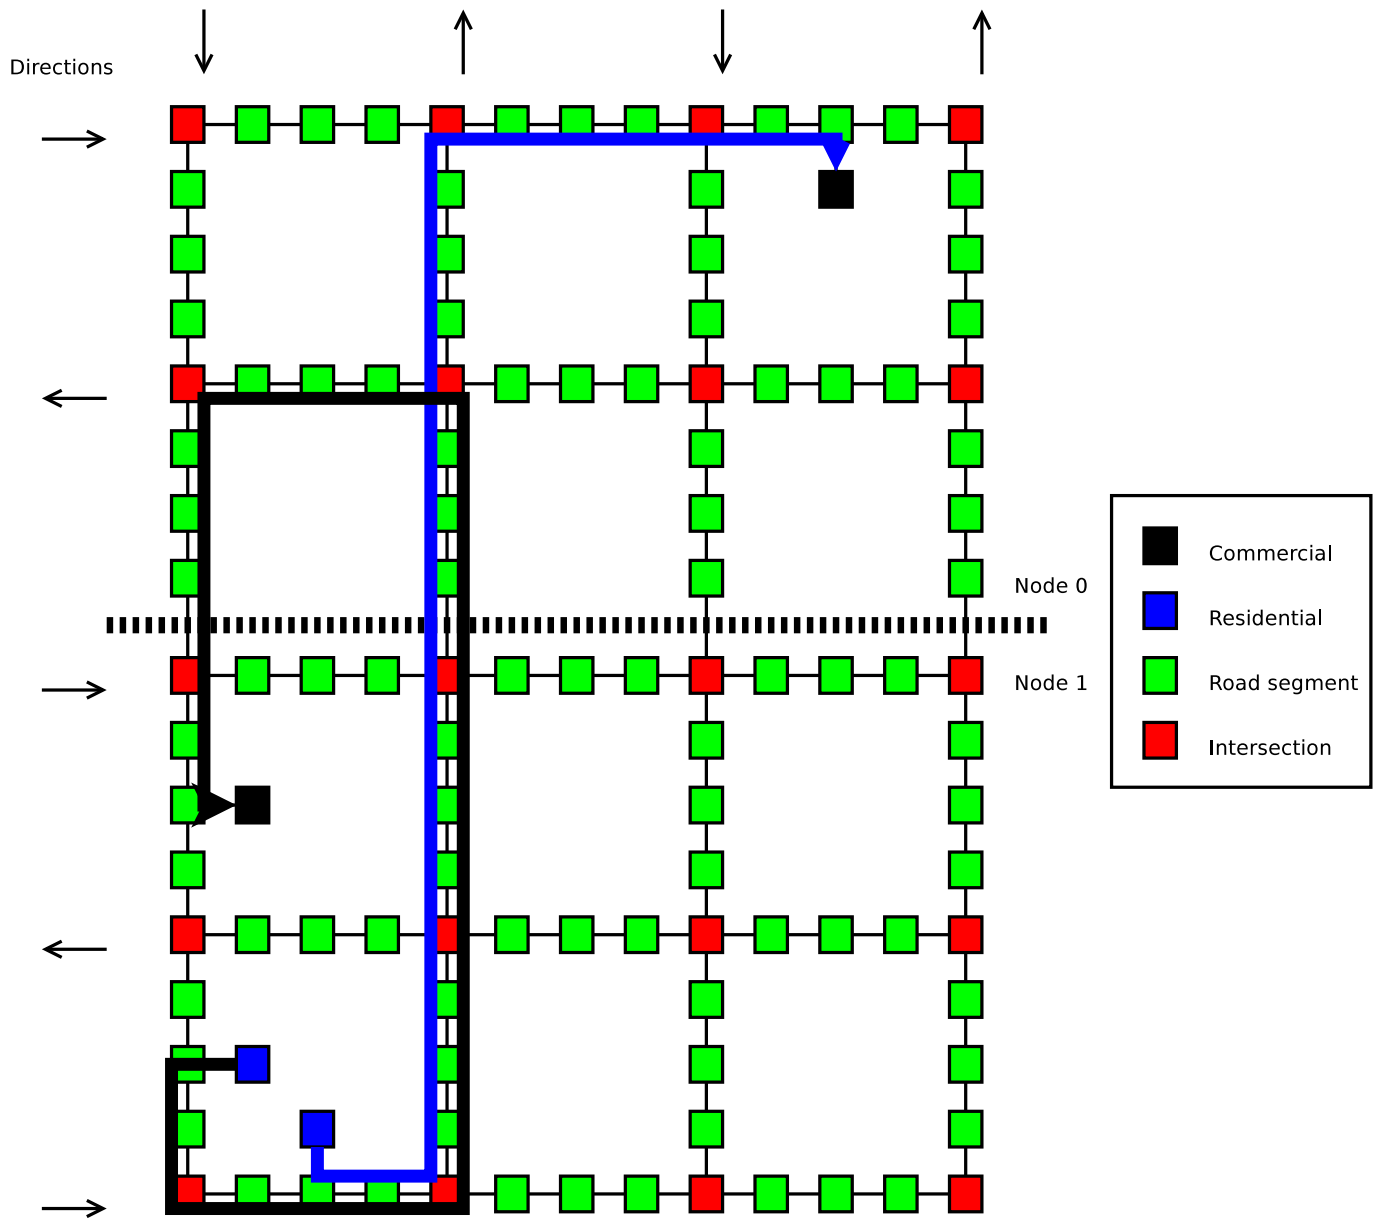 Directions
Node 0
Node 1
Commercial
Residential
Road segment
Intersection